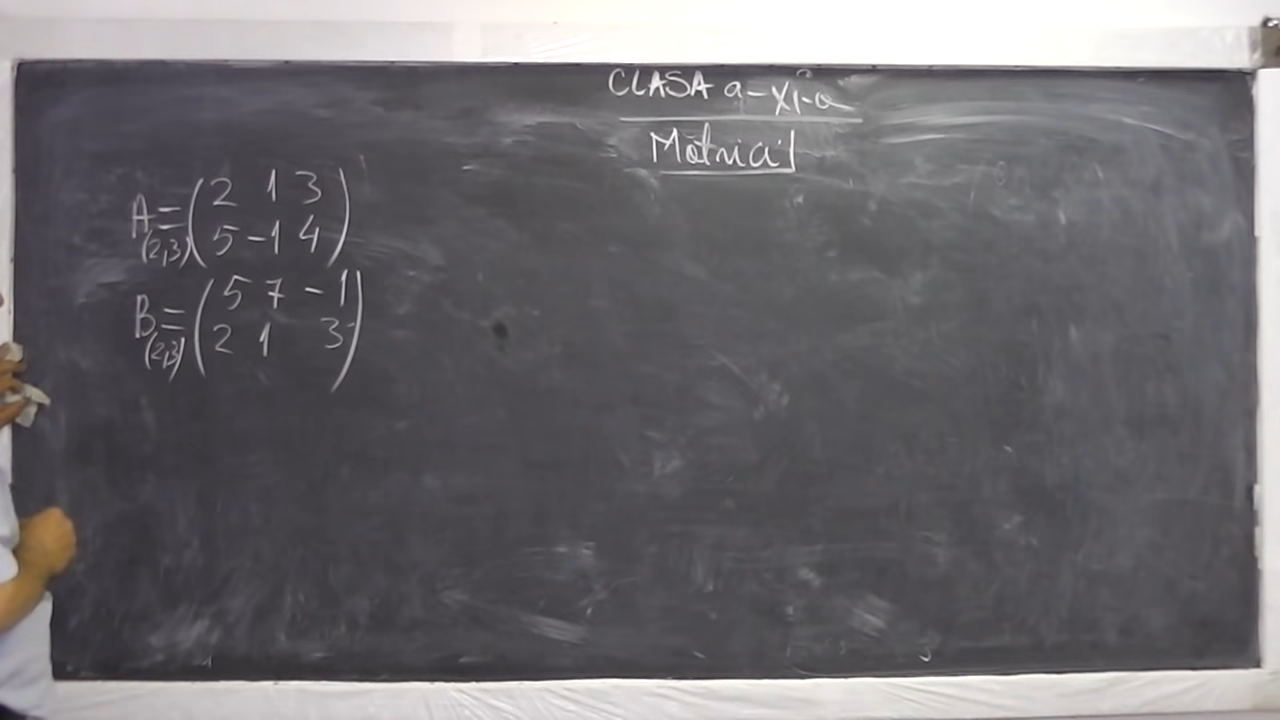 CLASA a-XI-a
Matrici
A = ( 2 1 3
(2,3) 5 -1 4 )
B = ( 5 7 -1
(2,3) 2 1 3 )